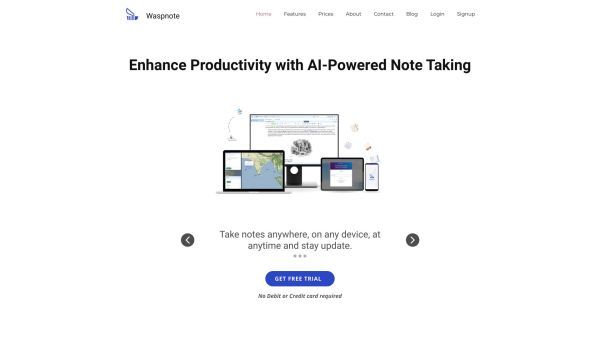 Waspnote
Home Features Prices About Contact Blog Login Signup
Enhance Productivity with AI-Powered Note Taking
Take notes anywhere, on any device, at
anytime and stay update.
GET FREE TRIAL
No Debit or Credit card required